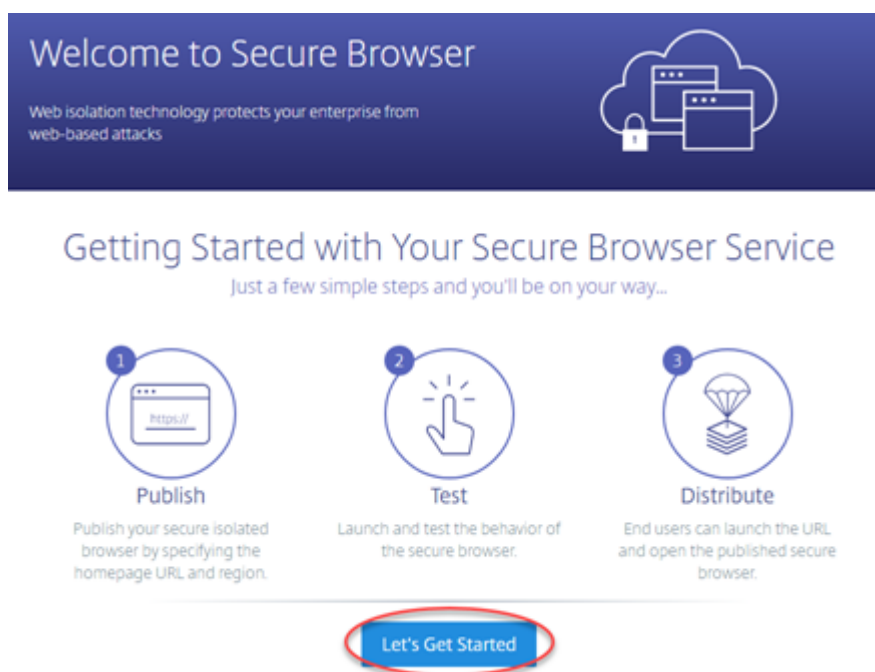 Welcome to Secure Browser
Web isolation technology protects your enterprise from
web-based attacks
Getting Started with Your Secure Browser Service
Just a few simple steps and you'll be on your way...
1
https://
Publish
Publish your secure isolated
browser by specifying the
homepage URL and region.
2
Test
Launch and test the behavior of
the secure browser.
3
Distribute
End users can launch the URL
and open the published secure
browser.
Let's Get Started